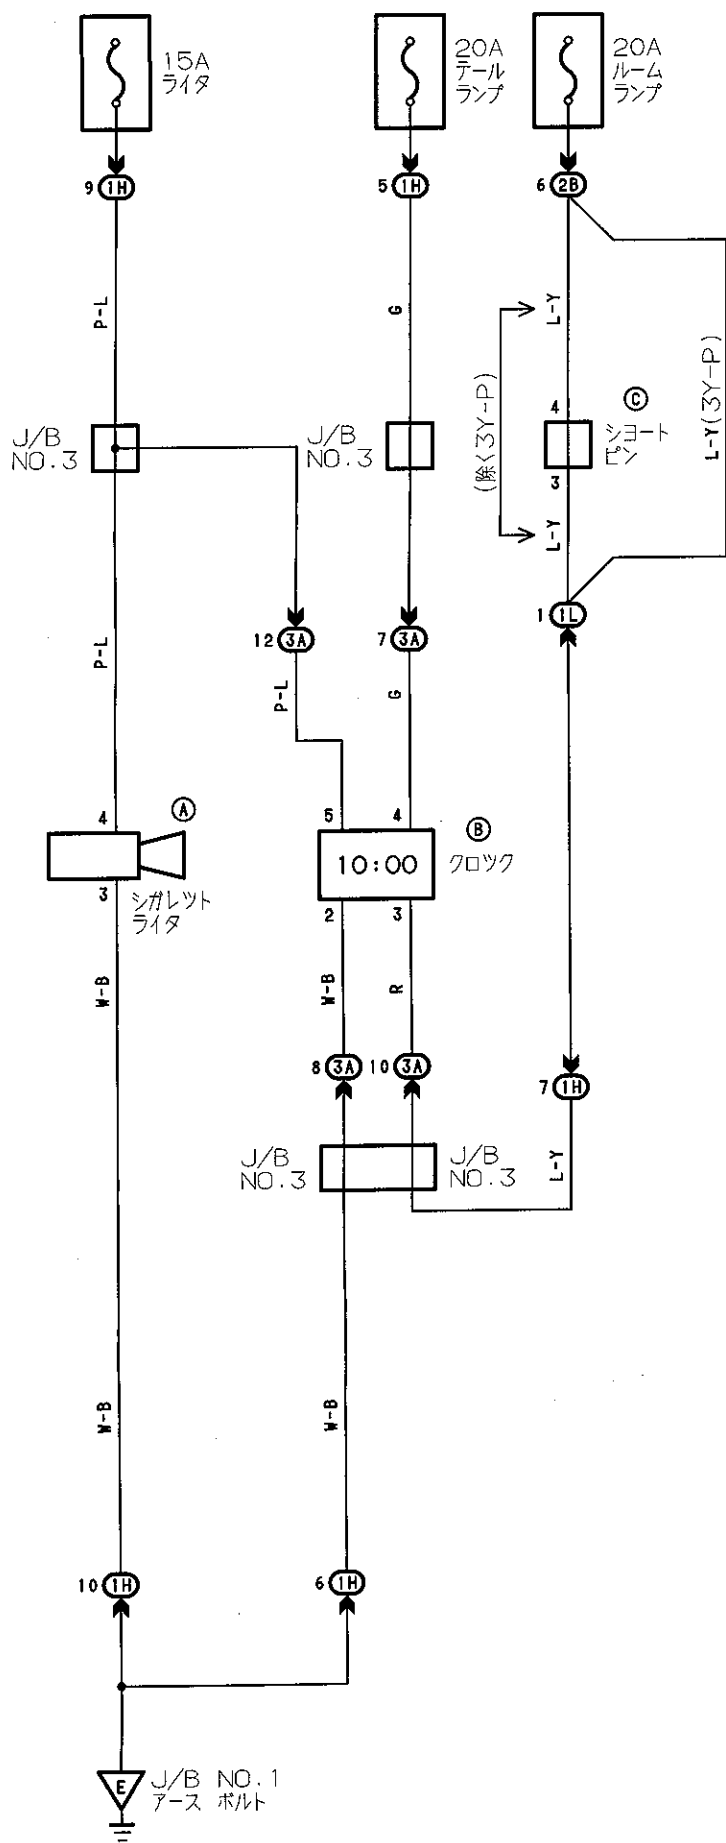 15A
ライタ
20A
テール
ランプ
20A
ルーム
ランプ
9 1H
5 1H
6 2B
P-L
G
L-Y
(除く3Y-P)
L-Y(3Y-P)
J/B
NO.3
J/B
NO.3
4
C
シヨート
ピン
3
L-Y
1 1L
12 3A
7 3A
P-L
P-L
G
4
A
5
4
B
10:00
クロツク
3
シガレツト
ライタ
2
3
W-B
W-B
R
8 3A
10 3A
7 1H
J/B
NO.3
J/B
NO.3
L-Y
W-B
W-B
10 1H
6 1H
E
J/B NO.1
アース ボルト